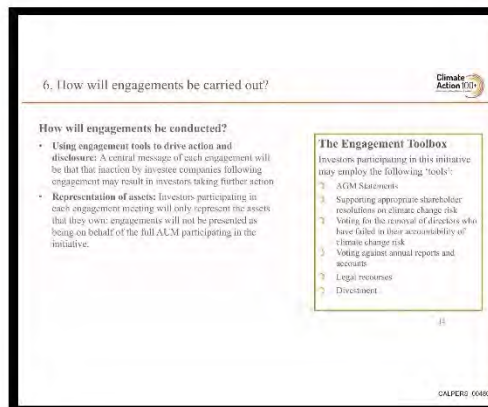 6. How will engagements be carried out?
Climate
Action 100+
How will engagements be conducted?
• Using engagement tools to drive action and
disclosure: A central message of each engagement will
be that that inaction by investee companies following
engagement may result in investors taking further action
• Representation of assets: Investors participating in
each engagement meeting will only represent the assets
that they own: engagements will not be presented as
being on behalf of the full AUM participating in the
initiative.
The Engagement Toolbox
Investors participating in this initiative
may employ the following 'tools':
AGM Statements
Supporting appropriate shareholder
resolutions on climate change risk
Voting for the removal of directors who
have failed in their accountability of
climate change risk
Voting against annual reports and
accounts
Legal recourses
Divestment
CALPERS